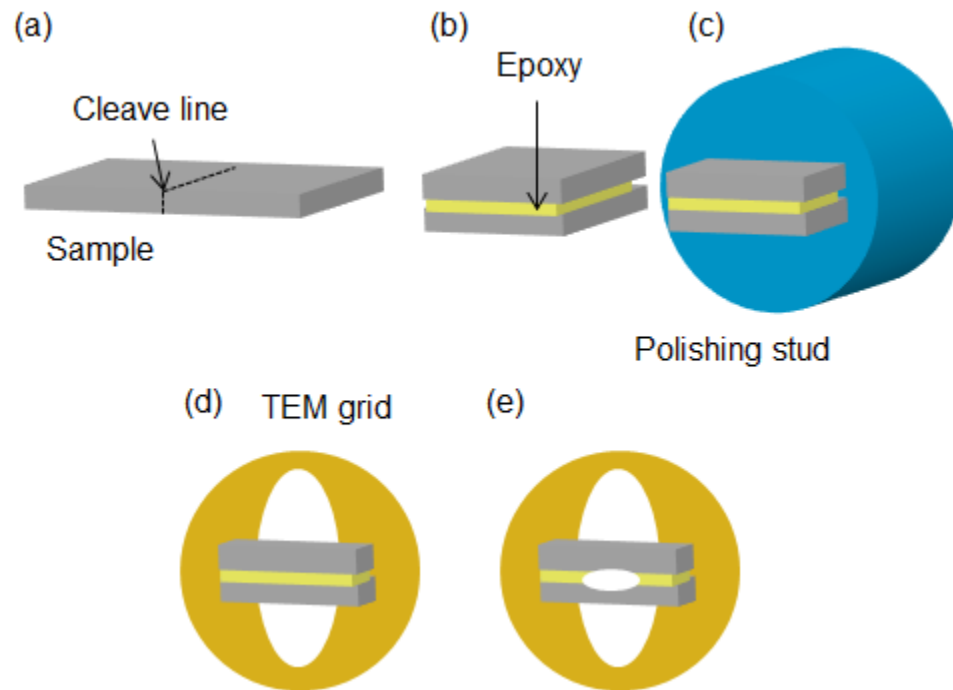 (a)
(b)
(c)
Epoxy
Cleave line
Sample
Polishing stud
(d)
TEM grid
(e)